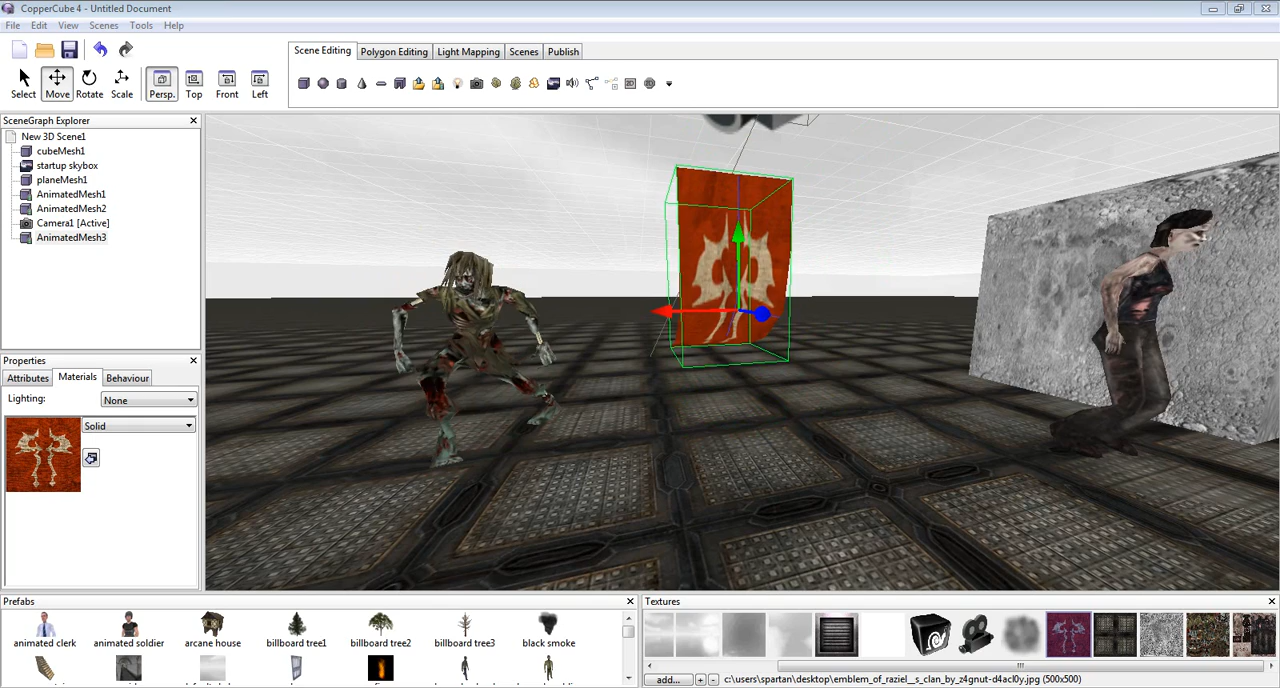 CopperCube 4 - Untitled Document
File Edit View Scenes Tools Help
Scene Editing Polygon Editing Light Mapping Scenes Publish
Select Move Rotate Scale Persp. Top Front Left
SceneGraph Explorer
New 3D Scene1
cubeMesh1
startup skybox
planeMesh1
AnimatedMesh1
AnimatedMesh2
Camera1 [Active]
AnimatedMesh3
Properties
Attributes Materials Behaviour
Lighting: None
Solid
Prefabs
animated clerk animated soldier arcane house billboard tree1 billboard tree2 billboard tree3 black smoke
Textures
add... + - c:\users\spartan\desktop\emblem_of_raziel__s_clan_by_z4gnut-d4acl0y.jpg (500x500)